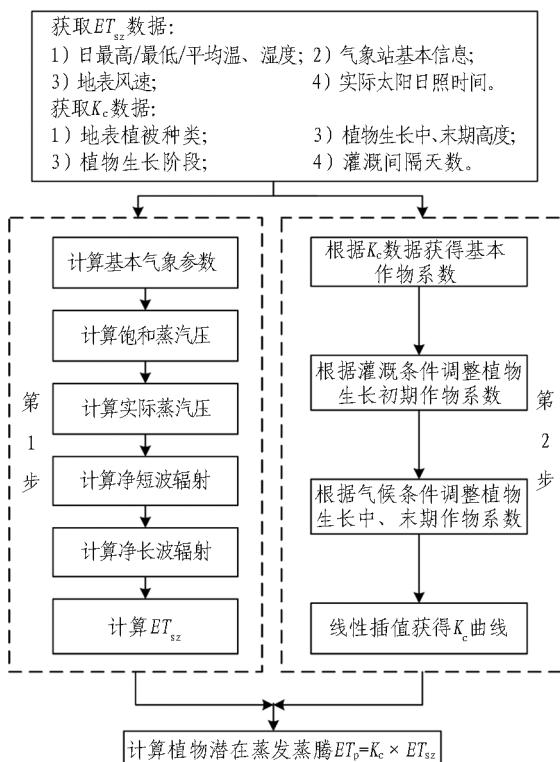 获取ET_sz数据:
1) 日最高/最低/平均温、湿度; 2) 气象站基本信息;
3) 地表风速; 4) 实际太阳日照时间。
获取K_c数据:
1) 地表植被种类; 3) 植物生长中、末期高度;
3) 植物生长阶段; 4) 灌溉间隔天数。
第1步
计算基本气象参数
计算饱和蒸汽压
计算实际蒸汽压
计算净短波辐射
计算净长波辐射
计算ET_sz
根据K_c数据获得基本
作物系数
根据灌溉条件调整植物
生长初期作物系数
根据气候条件调整植物
生长中、末期作物系数
线性插值获得K_c曲线
第2步
计算植物潜在蒸发蒸腾ET_p=K_c × ET_sz